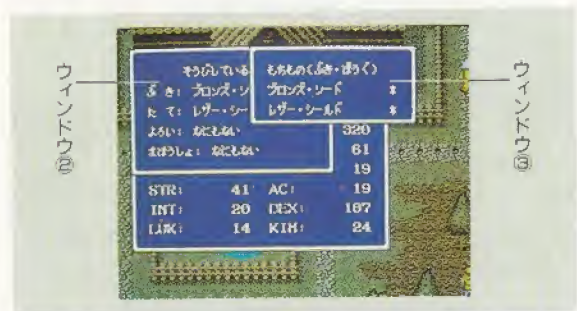 ウィンドウ②
ウィンドウ③
そうびしている
ぶき: ブロンズ・ソ
たて: レザー・シー
よろい: なにもない
まほうしょ: なにもない
もちもの(ぶき・ぼうぐ)
ブロンズ・ソード *
レザー・シールド *
320
61
19
STR: 41 AC: 19
INT: 20 DEX: 187
LUK: 14 KIH: 24